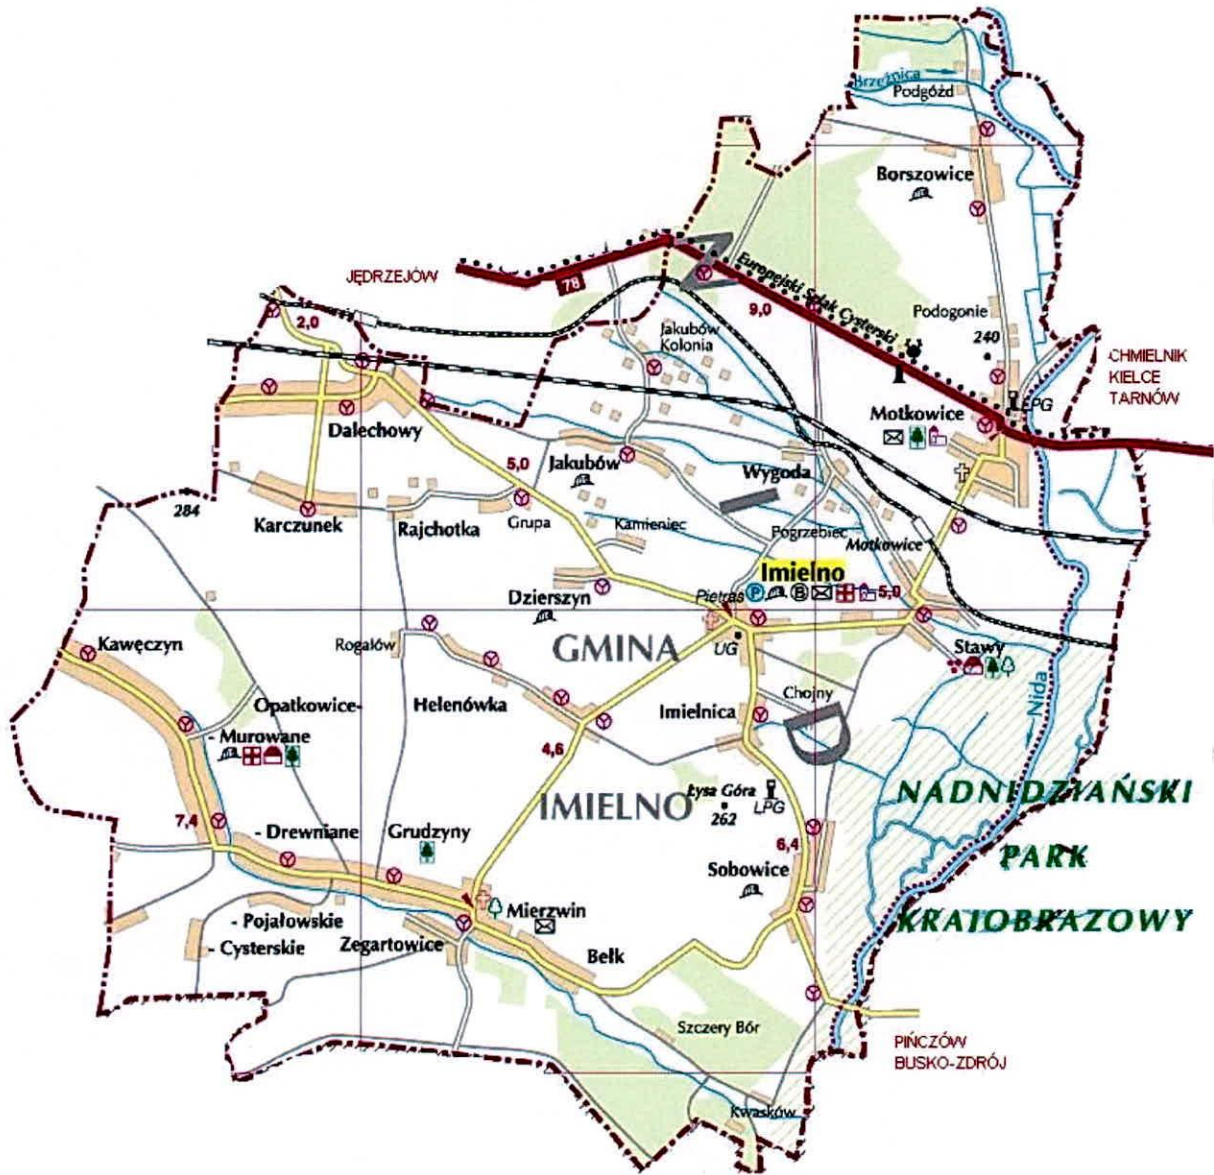 Brzeźnica
Podgóżd
Borszowice
JĘDRZEJÓW
78
Europejski Szlak Cysterski
9,0
2,0
Jakubów
Kolonia
Podogonie
240
CHMIELNIK
KIELCE
TARNÓW
LPG
Motkowice
Dalechowy
5,0
Jakubów
Wygoda
284
Karczunek
Rajchotka
Grupa
Kamieniec
Pogrzebiec
Motkowice
Imielno
P
B
5,0
Dzierszyn
Pietras
Kawęczyn
Rogalów
GMINA
UG
Stawy
Nida
Opatkowice-
- Murowane
Helenówka
Imielnica
Chojny
4,6
IMIELNO
Łysa Góra
262
LPG
NADNIDZIAŃSKI
PARK
KRAJOBRAZOWY
7,4
- Drewniane
Grudzyny
6,4
Sobowice
- Pojałowskie
- Cysterskie
Zegartowice
Mierzwin
Bełk
Szczery Bór
PIŃCZÓW
BUSKO-ZDRÓJ
Kwasków